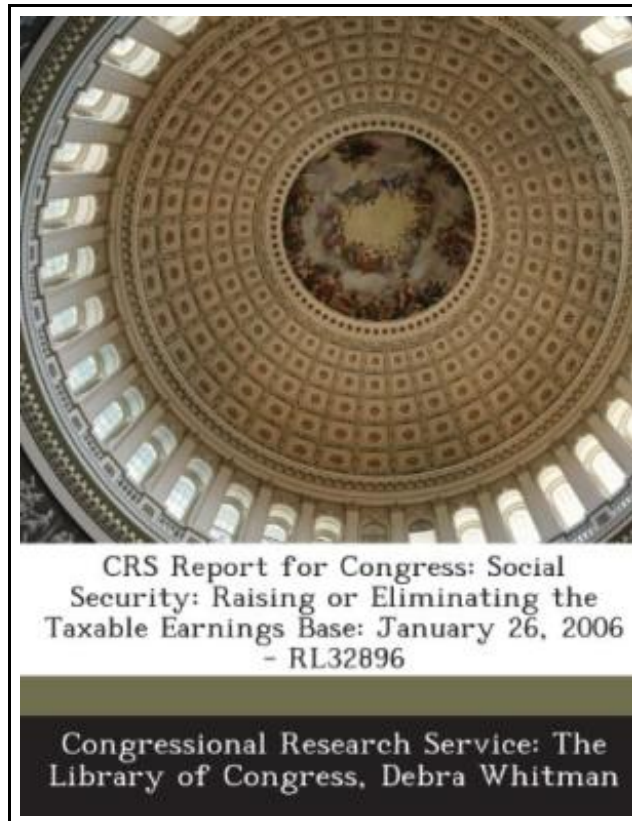 CRS Report for Congress: Social
Security: Raising or Eliminating the
Taxable Earnings Base: January 26, 2006
- RL32896
Congressional Research Service: The
Library of Congress, Debra Whitman